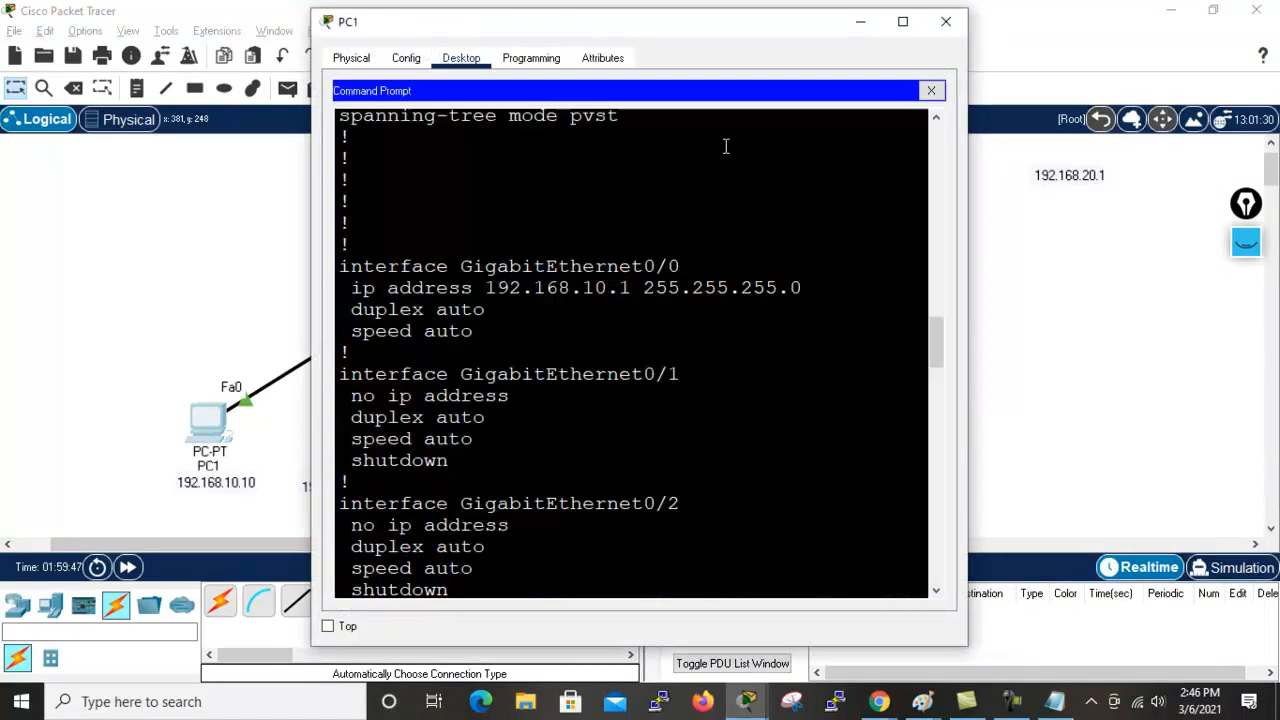 Cisco Packet Tracer
File Edit Options View Tools Extensions Window
Logical
Physical
x: 381, y: 248
[Root]
13:01:30
192.168.20.1
PC1
Physical Config Desktop Programming Attributes
Command Prompt
spanning-tree mode pvst
!
!
!
!
!
!
interface GigabitEthernet0/0
ip address 192.168.10.1 255.255.255.0
duplex auto
speed auto
!
interface GigabitEthernet0/1
no ip address
duplex auto
speed auto
shutdown
!
interface GigabitEthernet0/2
no ip address
duplex auto
speed auto
shutdown
Top
Fa0
PC-PT
PC1
192.168.10.10
Time: 01:59:47
Realtime
Simulation
Automatically Choose Connection Type
Toggle PDU List Window
Type Color Time(sec) Periodic Num Edit
Type here to search
2:46 PM
3/6/2021